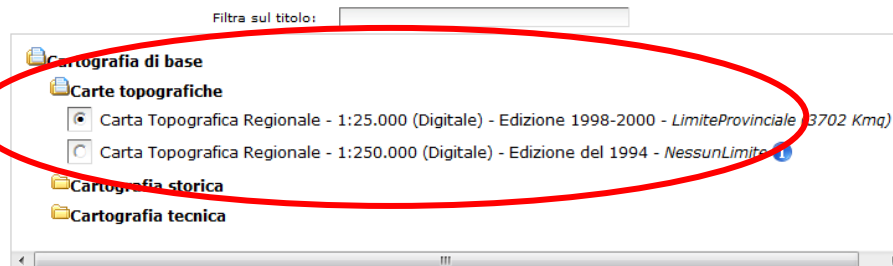 Filtra sul titolo:
Cartografia di base
Carte topografiche
Carta Topografica Regionale - 1:25.000 (Digitale) - Edizione 1998-2000 - LimiteProvinciale (3702 Kmq)
Carta Topografica Regionale - 1:250.000 (Digitale) - Edizione del 1994 - NessunLimite
Cartografia storica
Cartografia tecnica